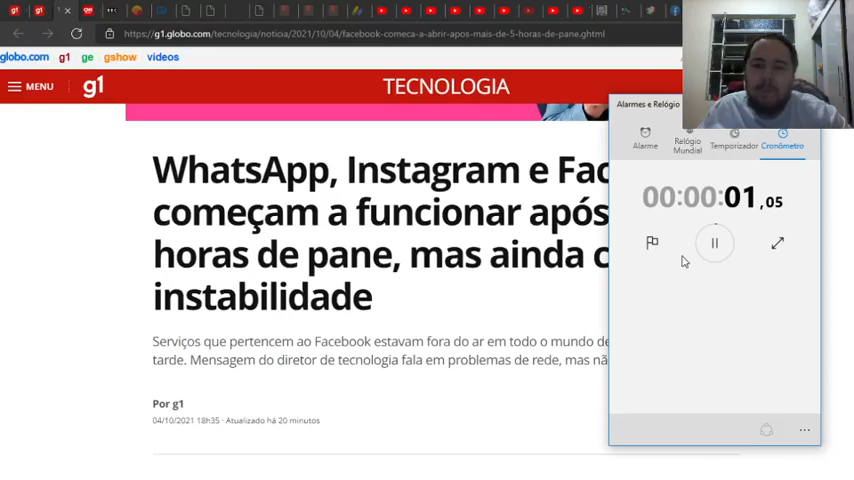 g1
https://g1.globo.com/tecnologia/noticia/2021/10/04/facebook-comeca-a-abrir-apos-mais-de-5-horas-de-pane.ghtml
globo.com g1 ge gshow videos
MENU g1 TECNOLOGIA
WhatsApp, Instagram e Fac
começam a funcionar após
horas de pane, mas ainda c
instabilidade
Serviços que pertencem ao Facebook estavam fora do ar em todo o mundo de
tarde. Mensagem do diretor de tecnologia fala em problemas de rede, mas nã
Por g1
04/10/2021 18h35 · Atualizado há 20 minutos
Alarmes e Relógio
Alarme
Relógio
Mundial
Temporizador
Cronômetro
00:00:01,05